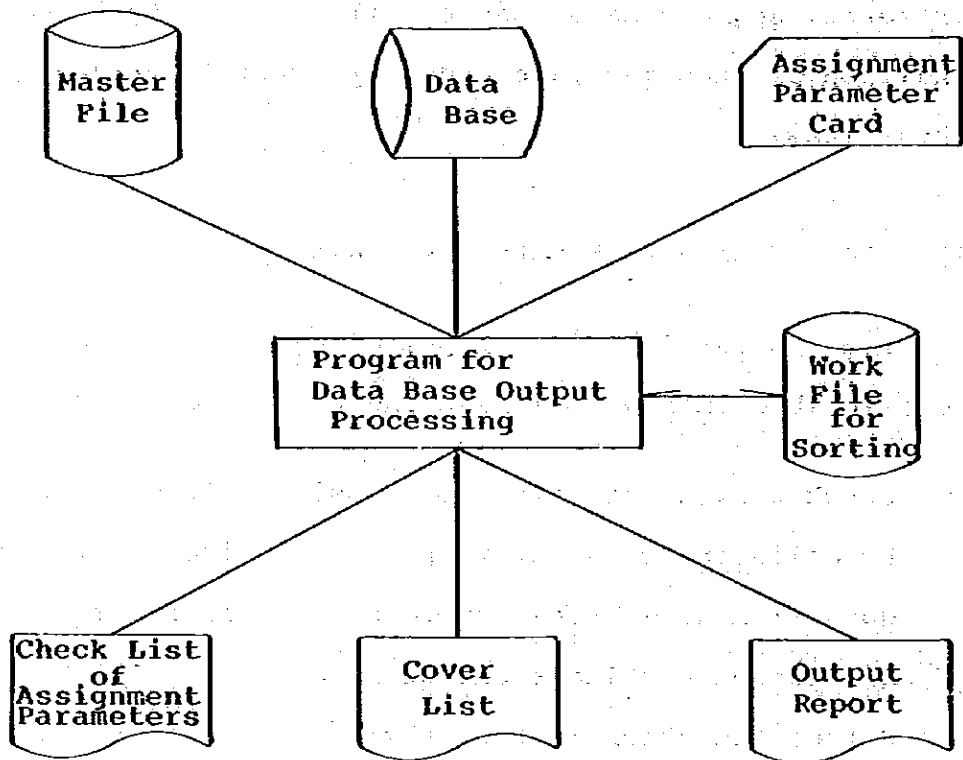 Master
File
Data
Base
Assignment
Parameter
Card
Program for
Data Base Output
Processing
Work
File
for
Sorting
Check List
of
Assignment
Parameters
Cover
List
Output
Report